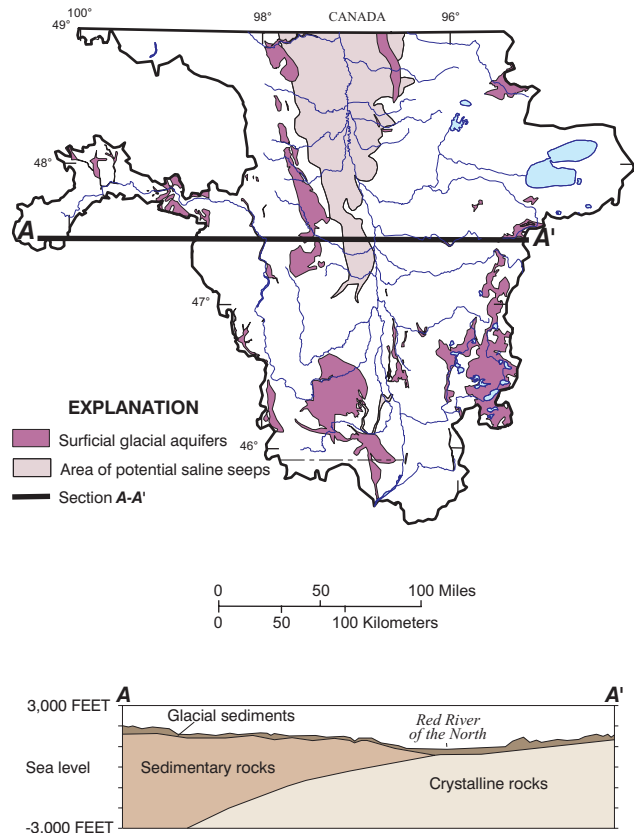 100°
98°
CANADA
96°
49°
48°
A
A'
47°
EXPLANATION
Surficial glacial aquifers
46°
Area of potential saline seeps
Section A-A'
0 50 100 Miles
0 50 100 Kilometers
A
A'
3,000 FEET
Glacial sediments
Red River
of the North
Sea level
Sedimentary rocks
Crystalline rocks
-3,000 FEET